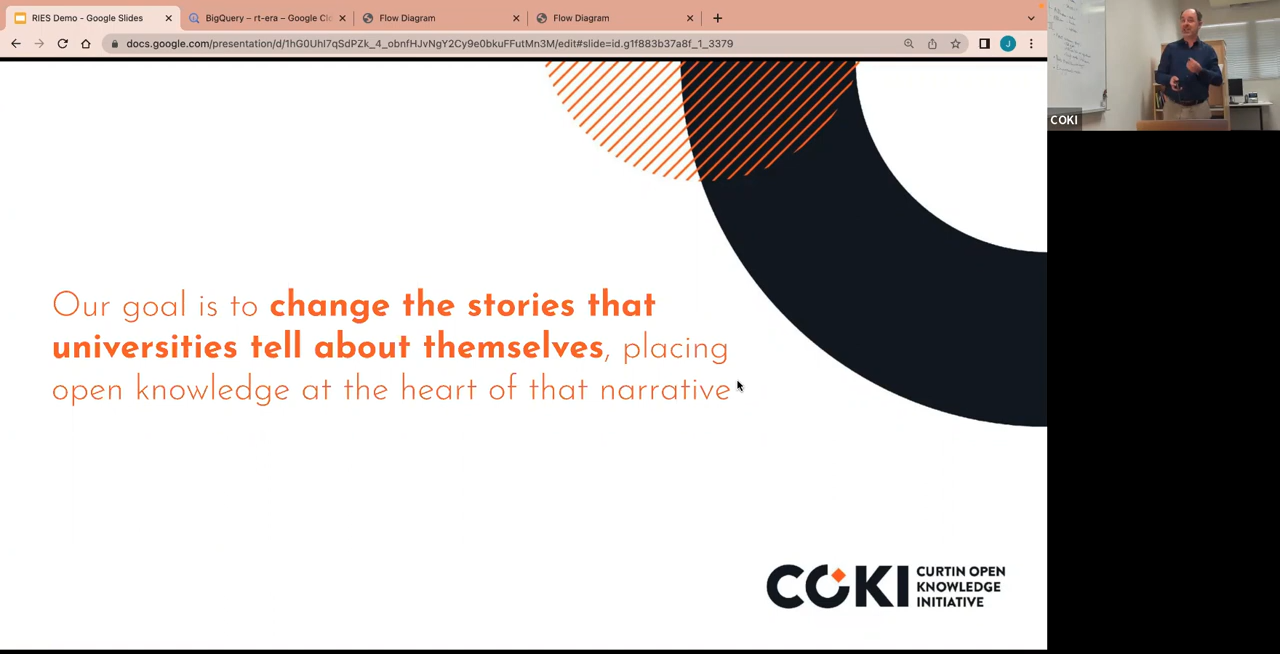 RIES Demo - Google Slides
BigQuery – rt-era – Google Clo
Flow Diagram
Flow Diagram
docs.google.com/presentation/d/1hG0Uhl7qSdPZk_4_obnfHJvNgY2Cy9e0bkuFFutMn3M/edit#slide=id.g1f883b37a8f_1_3379
J
COKI
Our goal is to change the stories that
universities tell about themselves, placing
open knowledge at the heart of that narrative
COKI
CURTIN OPEN
KNOWLEDGE
INITIATIVE